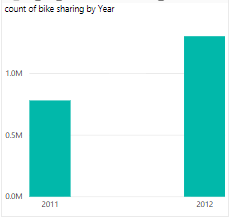 count of bike sharing by Year
1.0M
0.5M
0.0M
2011
2012